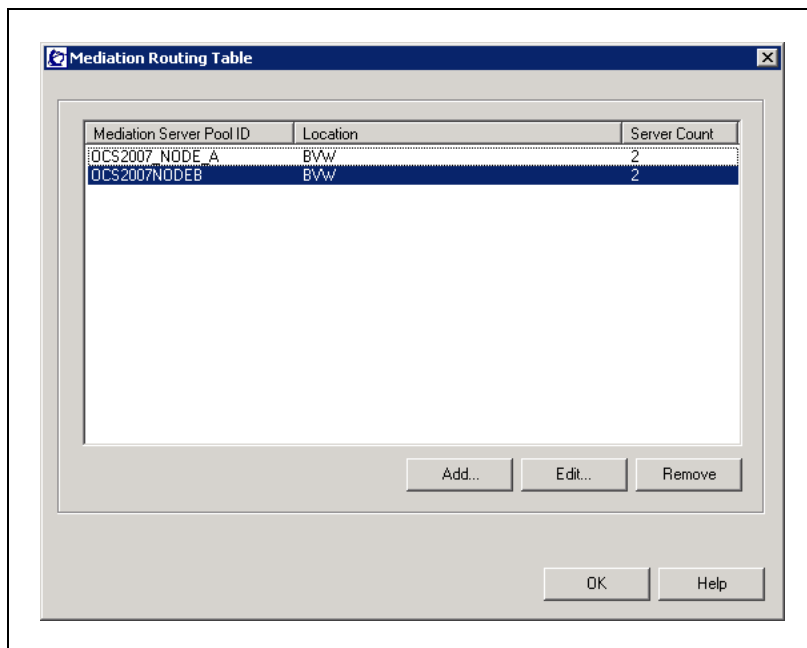 Mediation Routing Table
Mediation Server Pool ID Location Server Count
OCS2007_NODE_A BVW 2
OCS2007NODEB BVW 2
Add... Edit... Remove
OK Help